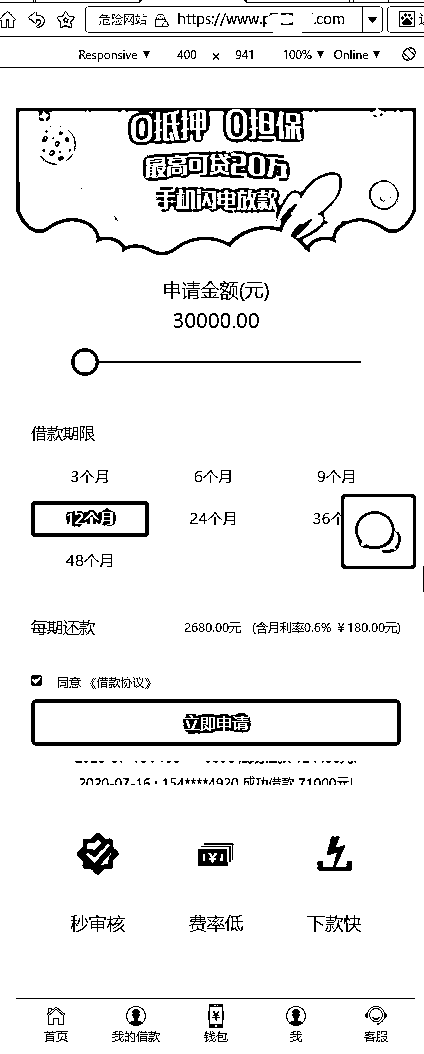 危险网站 https://www.p .com
Responsive ▼ 400 x 941 100% ▼ Online ▼
0抵押 0担保
最高可贷20万
手机闪电放款
申请金额(元)
30000.00
借款期限
3个月 6个月 9个月
12个月 24个月 36个
48个月
每期还款 2680.00元 (含月利率0.6% ￥180.00元)
同意 《借款协议》
立即申请
2020-07-16 : 154****4920 成功借款 71000元!
秒审核 费率低 下款快
首页 我的借款 钱包 我 客服